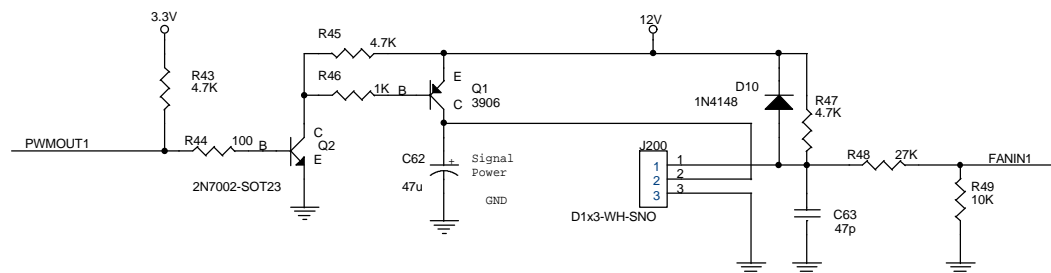 3.3V
R43
4.7K
PWMOUT1
R44
100
B
C
Q2
E
2N7002-SOT23
R45
4.7K
R46
1K
B
E
Q1
C
3906
C62
47u
+
Signal
Power
GND
12V
D10
1N4148
R47
4.7K
J200
1
2
3
1
2
3
D1x3-WH-SNO
C63
47p
R48
27K
FANIN1
R49
10K